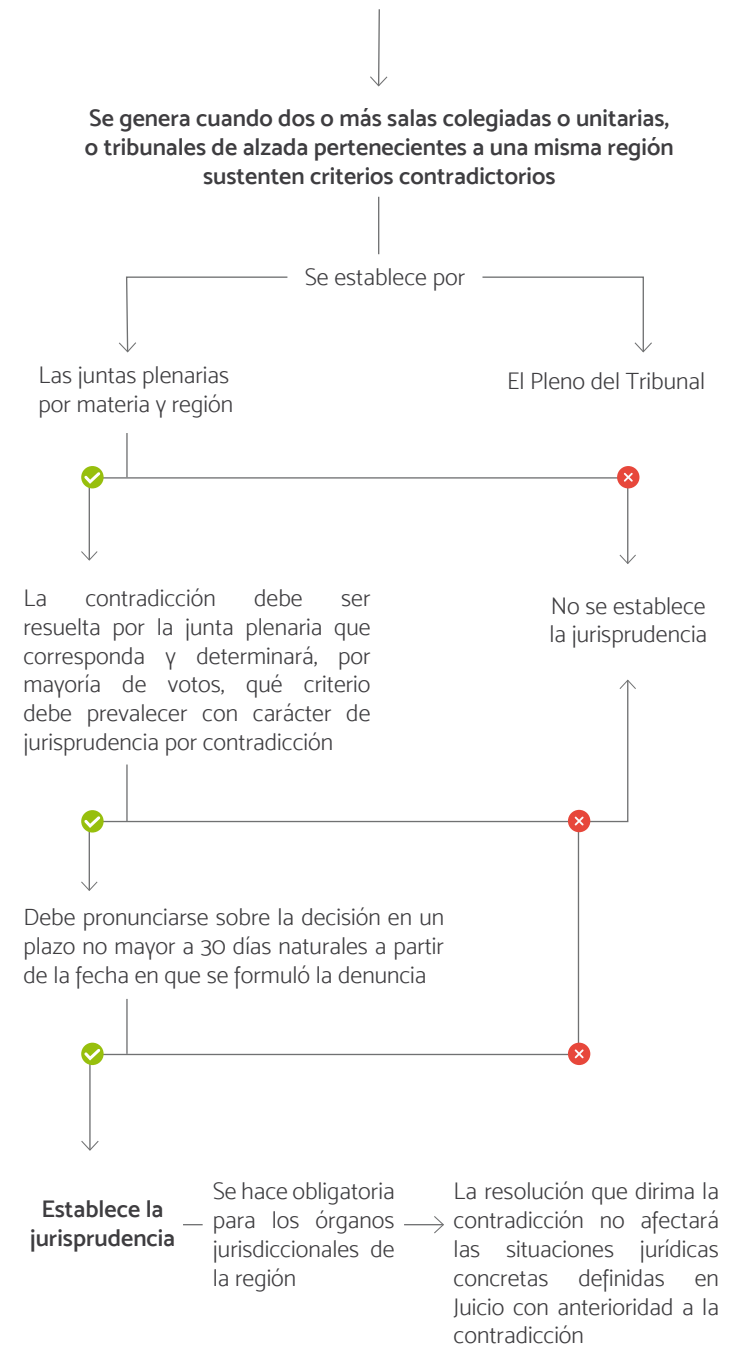 Se genera cuando dos o más salas colegiadas o unitarias,
o tribunales de alzada pertenecientes a una misma región
sustenten criterios contradictorios
Se establece por
Las juntas plenarias
por materia y región
El Pleno del Tribunal
La contradicción debe ser
resuelta por la junta plenaria que
corresponda y determinará, por
mayoría de votos, qué criterio
debe prevalecer con carácter de
jurisprudencia por contradicción
No se establece
la jurisprudencia
Debe pronunciarse sobre la decisión en un
plazo no mayor a 30 días naturales a partir
de la fecha en que se formuló la denuncia
Establece la
jurisprudencia
Se hace obligatoria
para los órganos
jurisdiccionales de
la región
La resolución que dirima la
contradicción no afectará
las situaciones jurídicas
concretas definidas en
Juicio con anterioridad a la
contradicción